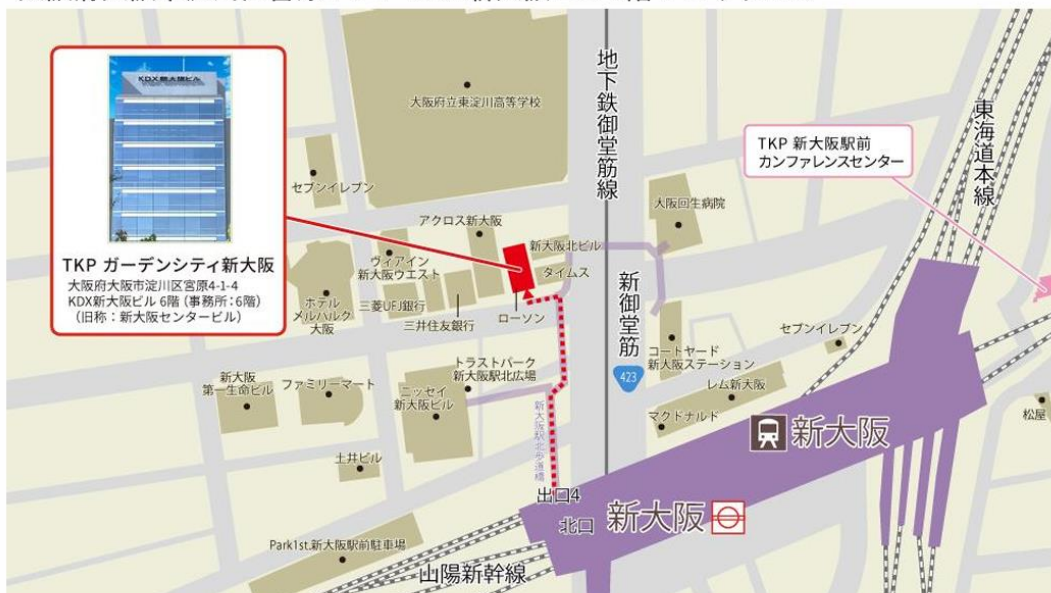 KDX新大阪ビル
TKP ガーデンシティ新大阪
大阪府大阪市淀川区宮原4-1-4
KDX新大阪ビル 6階 (事務所:6階)
(旧称:新大阪センタービル)
大阪府立東淀川高等学校
地下鉄御堂筋線
東海道本線
TKP 新大阪駅前
カンファレンスセンター
セブンイレブン
アクロス新大阪
大阪回生病院
ヴィアイン
新大阪ウエスト
新大阪北ビル
タイムス
ホテル
メルパルク
大阪
三菱UFJ銀行
三井住友銀行
ローソン
新御堂筋
423
セブンイレブン
コートヤード
新大阪ステーション
トラストパーク
新大阪駅北広場
新大阪
第一生命ビル
ファミリーマート
ニッセイ
新大阪ビル
新大阪駅北歩道橋
レム新大阪
マクドナルド
松屋
新大阪
土井ビル
出口4
北口
新大阪
Park1st.新大阪駅前駐車場
山陽新幹線